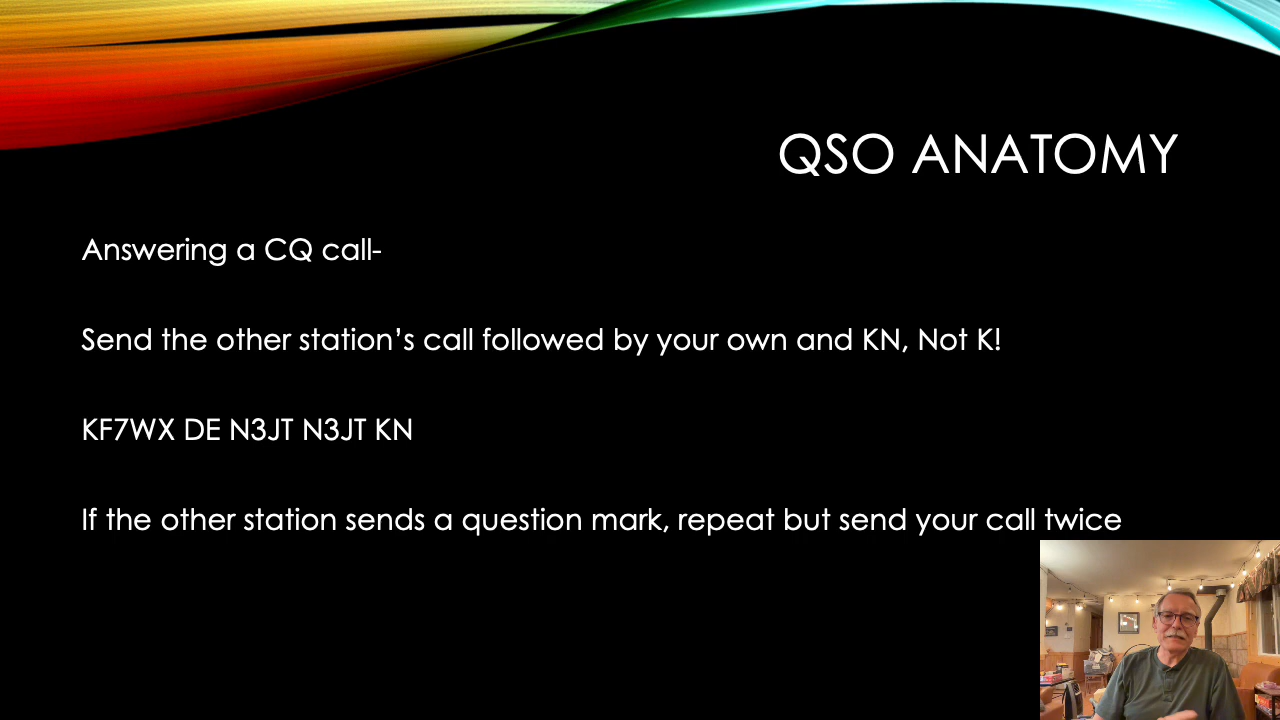 QSO ANATOMY
Answering a CQ call-
Send the other station’s call followed by your own and KN, Not K!
KF7WX DE N3JT N3JT KN
If the other station sends a question mark, repeat but send your call twice